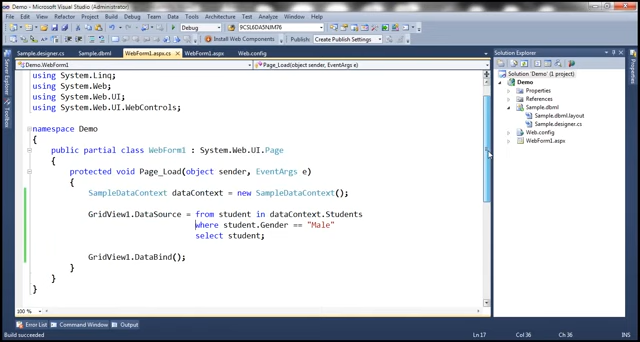 Demo - Microsoft Visual Studio (Administrator)
File Edit View Refactor Project Build Debug Team Data Tools Architecture Test Analyze Window Help
Debug 9CSL6DA5NJM76
Install Web Components Create Publish Settings
Sample.designer.cs Sample.dbml WebForm1.aspx.cs WebForm1.aspx Web.config
Demo.WebForm1 Page_Load(object sender, EventArgs e)
using System.Linq;
using System.Web;
using System.Web.UI;
using System.Web.UI.WebControls;
namespace Demo
{
public partial class WebForm1 : System.Web.UI.Page
{
protected void Page_Load(object sender, EventArgs e)
{
SampleDataContext dataContext = new SampleDataContext();
GridView1.DataSource = from student in dataContext.Students
where student.Gender == "Male"
select student;
GridView1.DataBind();
}
}
}
100 %
Error List Command Window Output
Build succeeded Ln 17 Col 36 Ch 36
Server Explorer
Toolbox
Solution Explorer
Solution 'Demo' (1 project)
Demo
Properties
References
Sample.dbml
Sample.dbml.layout
Sample.designer.cs
Web.config
WebForm1.aspx
Properties